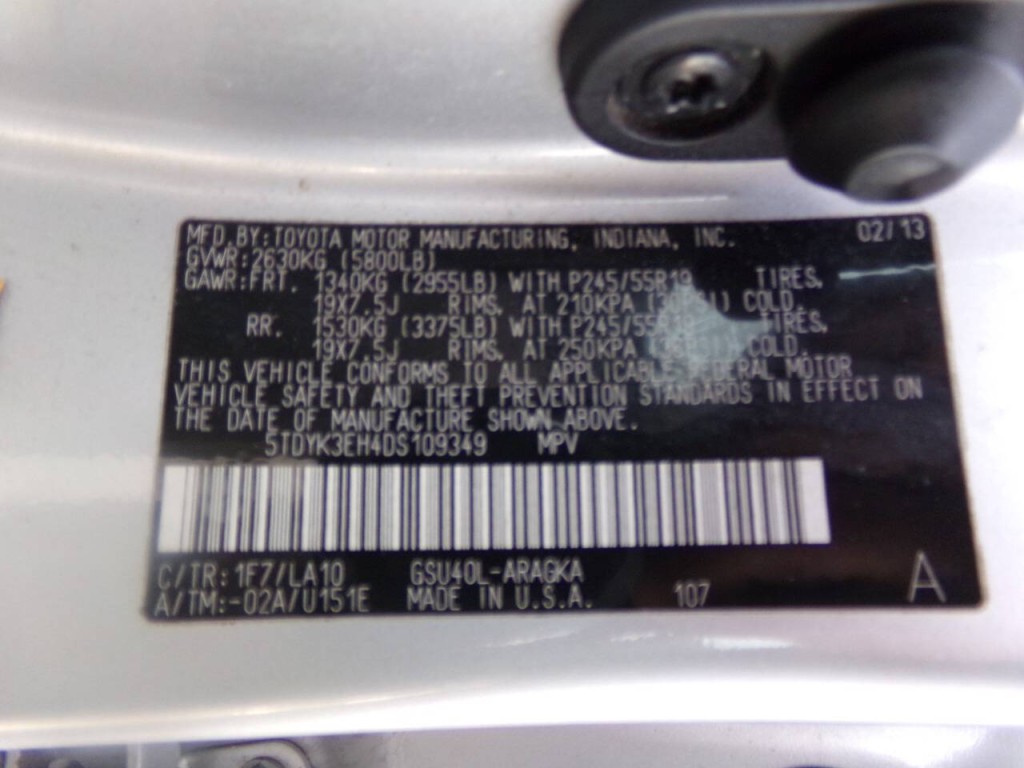 MFD. BY: TOYOTA MOTOR MANUFACTURING, INDIANA, INC. 02/13
GVWR: 2630KG (5800LB)
GAWR: FRT. 1340KG (2955LB) WITH P245/55R19 TIRES,
19X7.5J RIMS, AT 210KPA COLD,
RR. 1530KG (3375LB) WITH TIRES,
19X7.5J RIMS, AT 250KPA COLD,
THIS VEHICLE CONFORMS TO ALL MOTOR
VEHICLE SAFETY AND THEFT PREVENTION STANDARDS IN EFFECT ON
THE DATE OF MANUFACTURE SHOWN ABOVE.
5TDYK3EH4DS109349 MPV
C/TR: 1F7/LA10 GSU40L-ARAGKA
A/TM: -02A/U151E MADE IN U.S.A. 107 A